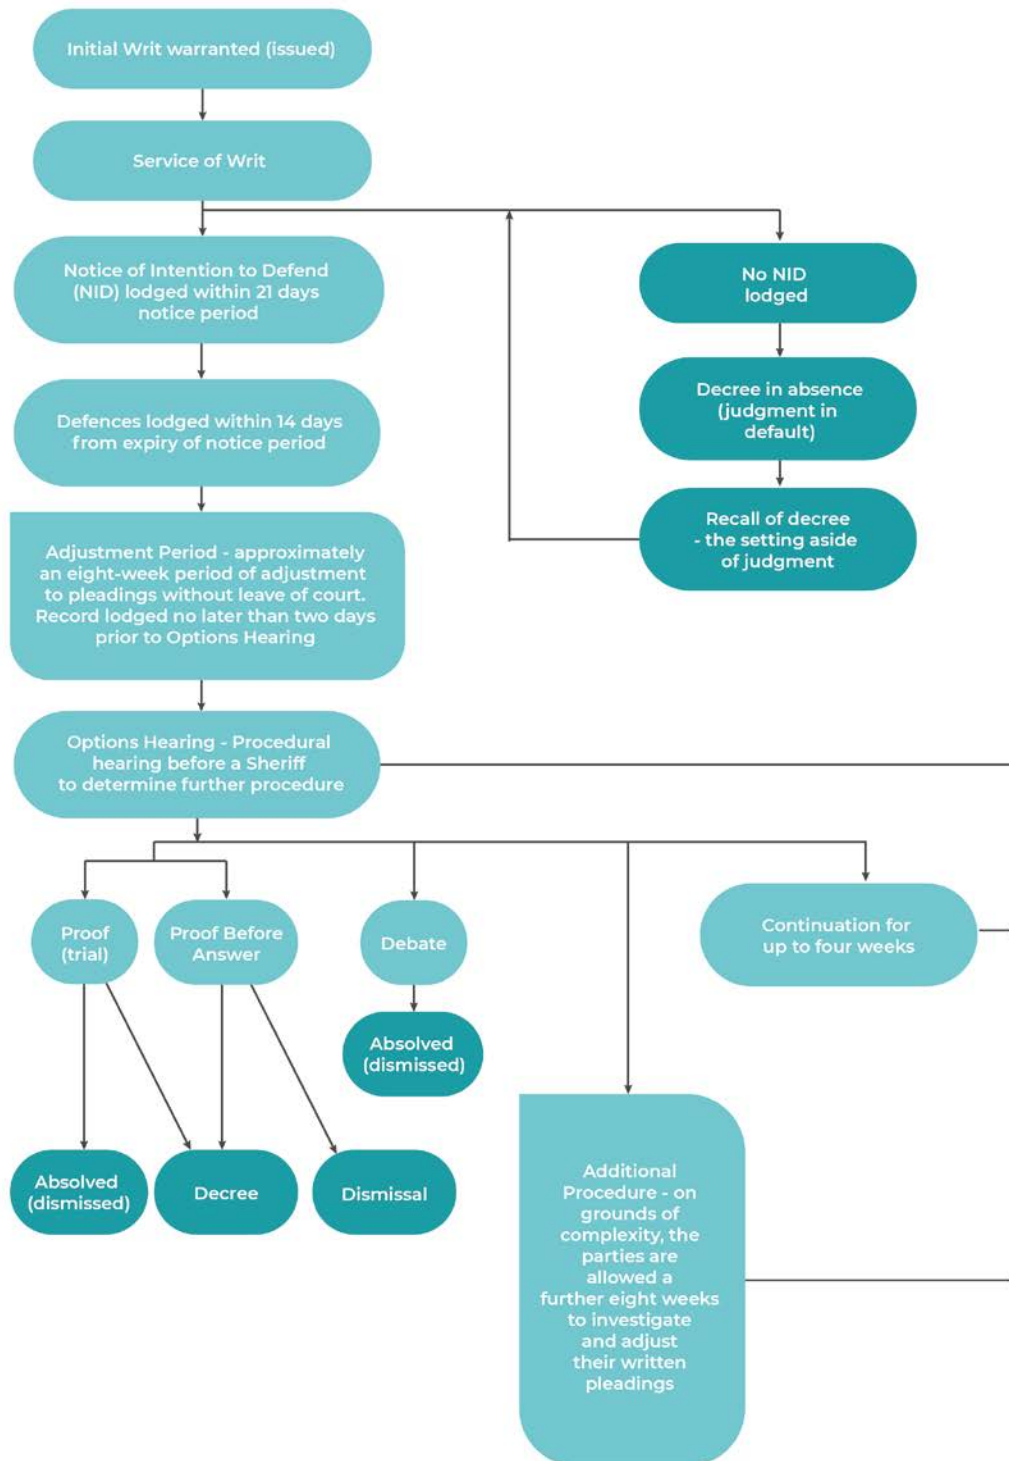 Initial Writ warranted (issued)
Service of Writ
Notice of Intention to Defend
(NID) lodged within 21 days
notice period
No NID
lodged
Defences lodged within 14 days
from expiry of notice period
Decree in absence
(judgment in
default)
Recall of decree
- the setting aside
of judgment
Adjustment Period - approximately
an eight-week period of adjustment
to pleadings without leave of court.
Record lodged no later than two days
prior to Options Hearing
Options Hearing - Procedural
hearing before a Sheriff
to determine further procedure
Proof
(trial)
Proof Before
Answer
Debate
Continuation for
up to four weeks
Absolved
(dismissed)
Absolved
(dismissed)
Decree
Dismissal
Additional
Procedure - on
grounds of
complexity, the
parties are
allowed a
further eight weeks
to investigate
and adjust
their written
pleadings